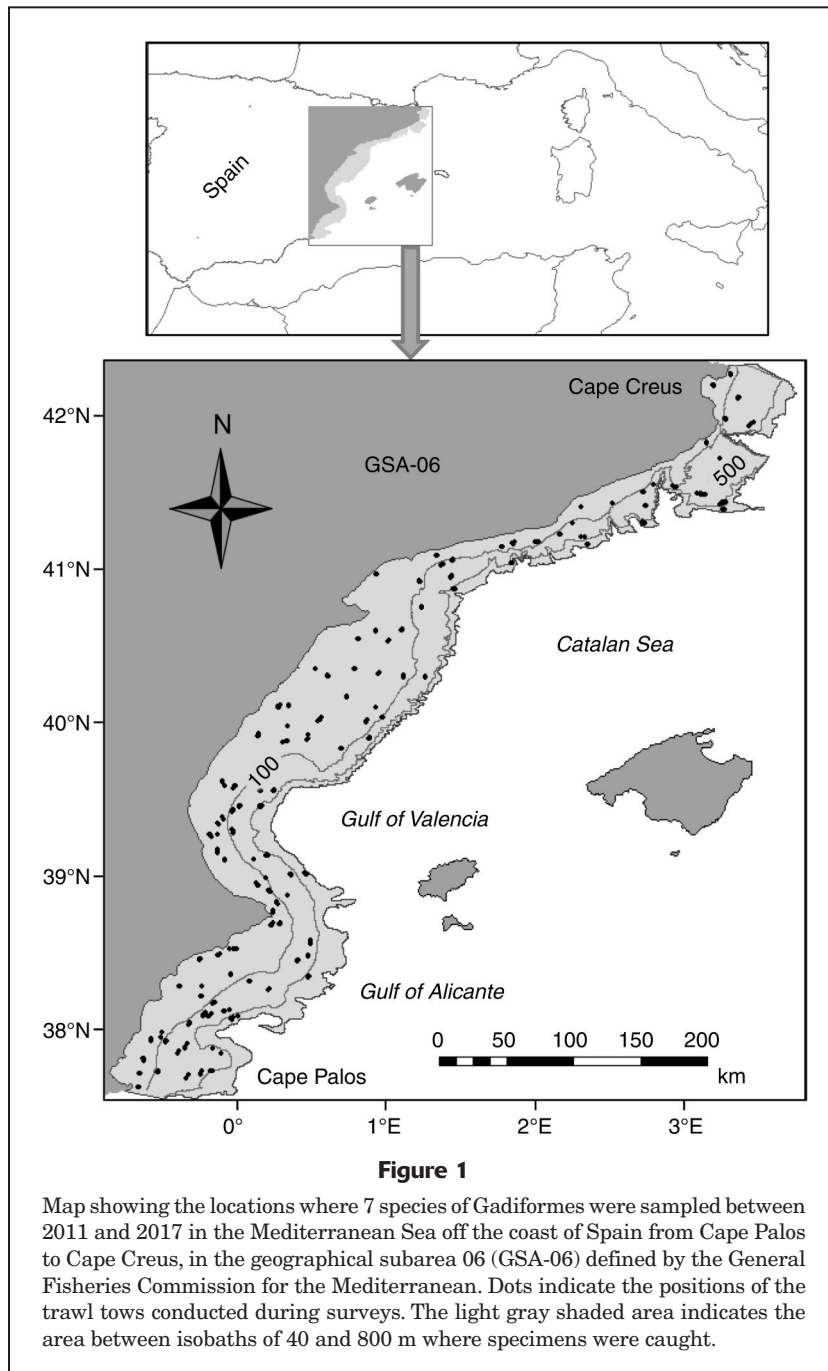 Spain
Cape Creus
42°N
N
GSA-06
500
41°N
Catalan Sea
40°N
100
Gulf of Valencia
39°N
Gulf of Alicante
38°N
0 50 100 150 200
km
Cape Palos
0° 1°E 2°E 3°E
Figure 1
Map showing the locations where 7 species of Gadiformes were sampled between
2011 and 2017 in the Mediterranean Sea off the coast of Spain from Cape Palos
to Cape Creus, in the geographical subarea 06 (GSA-06) defined by the General
Fisheries Commission for the Mediterranean. Dots indicate the positions of the
trawl tows conducted during surveys. The light gray shaded area indicates the
area between isobaths of 40 and 800 m where specimens were caught.